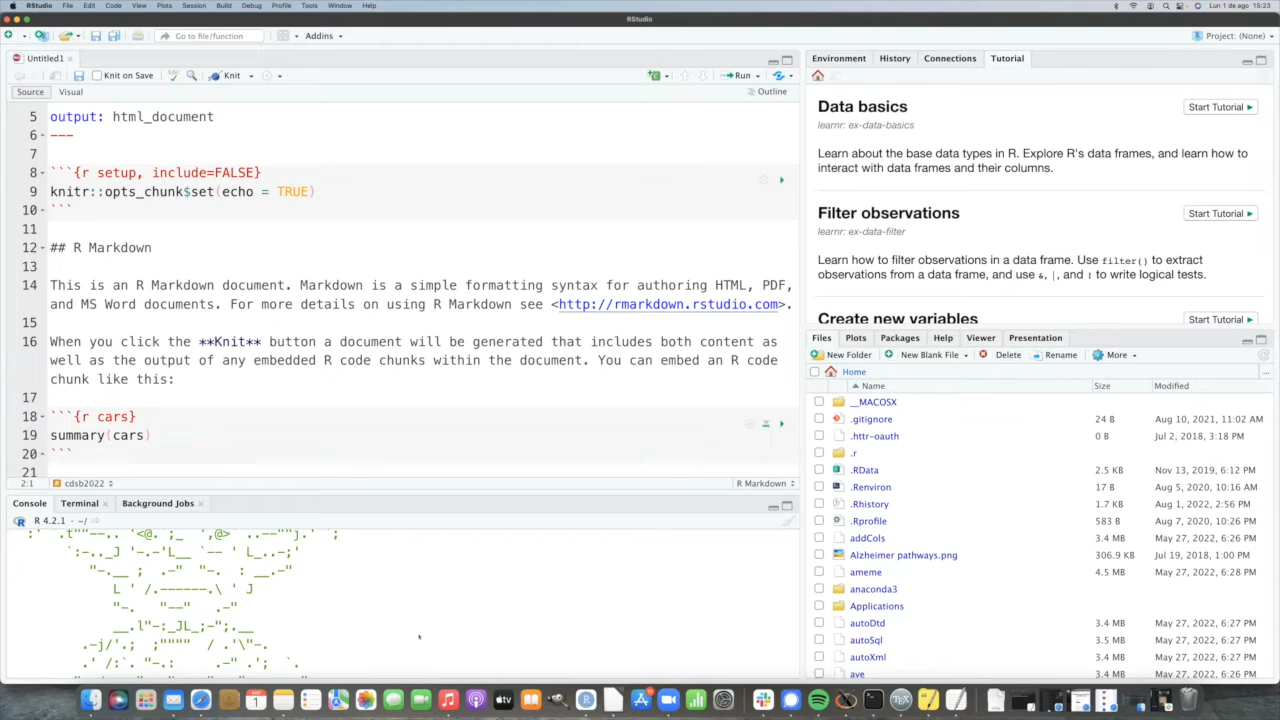 RStudio File Edit Code View Plots Session Build Debug Profile Tools Window Help Lun 1 de ago 15:23
RStudio
Go to file/function Addins Project: (None)
Untitled1
Knit on Save Knit Run
Source Visual Outline
5 output: html_document
6 ---
7
8 ```{r setup, include=FALSE}
9 knitr::opts_chunk$set(echo = TRUE)
10 ```
11
12 ## R Markdown
13
14 This is an R Markdown document. Markdown is a simple formatting syntax for authoring HTML, PDF,
and MS Word documents. For more details on using R Markdown see <http://rmarkdown.rstudio.com>.
15
16 When you click the **Knit** button a document will be generated that includes both content as
well as the output of any embedded R code chunks within the document. You can embed an R code
chunk like this:
17
18 ```{r cars}
19 summary(cars)
20 ```
21
2:1 cdsb2022 R Markdown
Console Terminal Background Jobs
R 4.2.1 · ~/
Environment History Connections Tutorial
Data basics Start Tutorial
learnr: ex-data-basics
Learn about the base data types in R. Explore R's data frames, and learn how to
interact with data frames and their columns.
Filter observations Start Tutorial
learnr: ex-data-filter
Learn how to filter observations in a data frame. Use filter() to extract
observations from a data frame, and use &, |, and ! to write logical tests.
Create new variables Start Tutorial
Files Plots Packages Help Viewer Presentation
New Folder New Blank File Delete Rename More
Home ...
Name Size Modified
__MACOSX
.gitignore 24 B Aug 10, 2021, 11:02 AM
.httr-oauth 0 B Jul 2, 2018, 3:18 PM
.r
.RData 2.5 KB Nov 13, 2019, 6:12 PM
.Renviron 17 B Aug 5, 2020, 10:16 AM
.Rhistory 1.7 KB Aug 1, 2022, 2:56 PM
.Rprofile 583 B Aug 7, 2020, 10:26 PM
addCols 3.4 MB May 27, 2022, 6:26 PM
Alzheimer pathways.png 306.9 KB Jul 19, 2018, 1:00 PM
ameme 4.5 MB May 27, 2022, 6:28 PM
anaconda3
Applications
autoDtd 3.4 MB May 27, 2022, 6:27 PM
autoSql 3.5 MB May 27, 2022, 6:27 PM
autoXml 3.4 MB May 27, 2022, 6:27 PM
ave 3.4 MB May 27, 2022, 6:26 PM